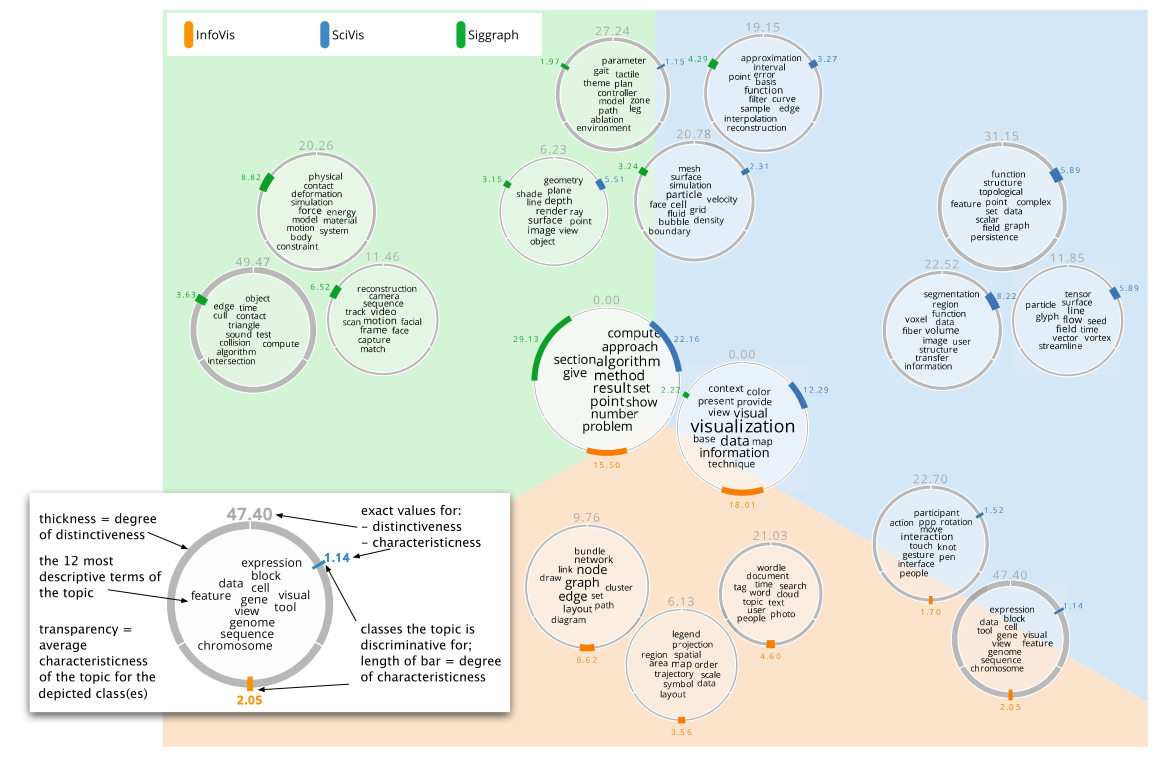 InfoVis
SciVis
Siggraph
27.24
1.97
1.15
parameter
gait tactile
theme plan
controller
model zone
path leg
ablation
environment
19.15
4.29
3.27
approximation
interval
point error
basis
function
filter curve
sample edge
interpolation
reconstruction
20.26
8.82
physical
contact
deformation
simulation
force energy
model material
motion system
body
constraint
6.23
3.15
5.51
geometry
shade plane
line depth
render ray
surface point
image view
object
20.78
3.24
2.31
mesh
surface
simulation
particle
face cell velocity
fluid grid
bubble density
boundary
31.15
5.89
function
structure
topological
feature point complex
set data
scalar
field graph
persistence
49.47
3.63
object
edge time
cull contact
triangle
sound test
collision compute
algorithm
intersection
11.46
6.52
reconstruction
camera
sequence
track video
scan motion facial
frame face
capture
match
22.52
8.22
segmentation
region
function
voxel data
fiber volume
image user
structure
transfer
information
11.85
5.89
tensor
particle surface
line
glyph flow seed
field time
vector vortex
streamline
0.00
29.13
22.16
compute
approach
section algorithm
give method
result set
point show
number
problem
15.50
0.00
2.22
12.29
context color
present provide
view visual
visualization
base data map
information
technique
18.01
9.76
bundle
network
link node
draw graph
cluster
edge set
layout path
diagram
6.62
21.03
wordle
document
tag time search
word cloud
topic text
user
people photo
4.60
6.13
legend
projection
region spatial
area map order
trajectory scale
symbol data
layout
3.56
22.70
1.52
participant
action ppp rotation
move
interaction
touch knot
gesture pen
interface
people
1.70
47.40
1.14
expression
data block
tool cell
gene visual
view feature
genome
sequence
chromosome
2.05
thickness = degree
of distinctiveness
the 12 most
descriptive terms of
the topic
transparency =
average
characteristicness
of the topic for the
depicted class(es)
47.40
1.14
expression
block
data cell
feature gene visual
view tool
genome
sequence
chromosome
2.05
exact values for:
– distinctiveness
– characteristicness
classes the topic is
discriminative for;
length of bar = degree
of characteristicness